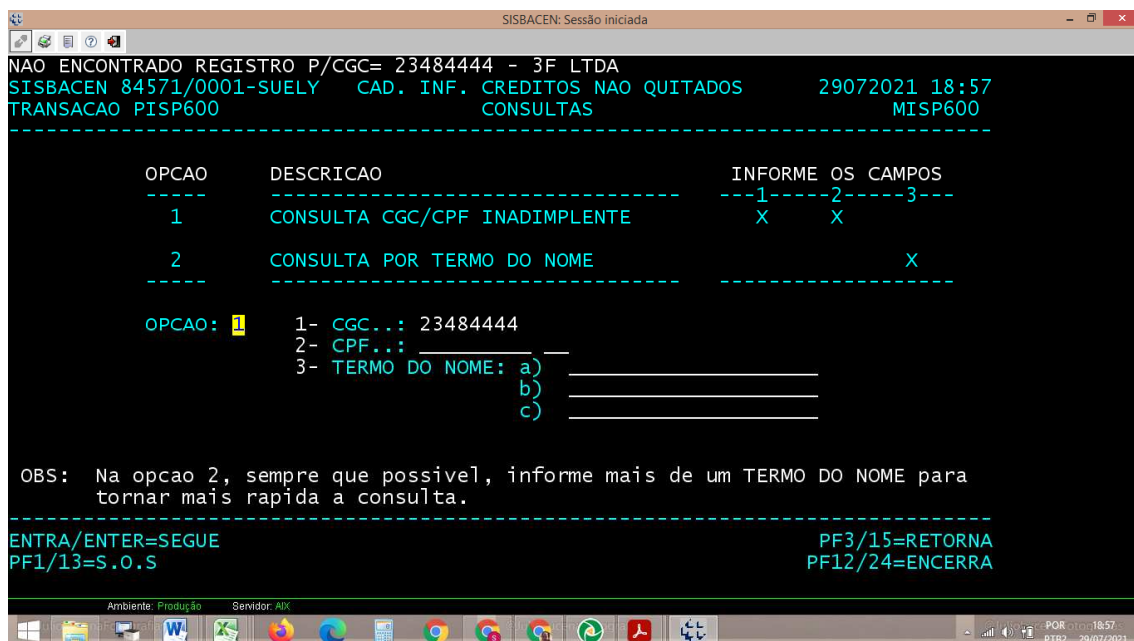 SISBACEN: Sessão iniciada
NAO ENCONTRADO REGISTRO P/CGC= 23484444 - 3F LTDA
SISBACEN 84571/0001-SUELY CAD. INF. CREDITOS NAO QUITADOS 29072021 18:57
TRANSACAO PISP600 CONSULTAS MISP600
OPCAO DESCRICAO INFORME OS CAMPOS
---1-----2-----3---
1 CONSULTA CGC/CPF INADIMPLENTE X X
2 CONSULTA POR TERMO DO NOME X
OPCAO: 1 1- CGC..: 23484444
2- CPF..:
3- TERMO DO NOME: a)
b)
c)
OBS: Na opcao 2, sempre que possivel, informe mais de um TERMO DO NOME para
tornar mais rapida a consulta.
ENTRA/ENTER=SEGUE PF3/15=RETORNA
PF1/13=S.O.S PF12/24=ENCERRA
Ambiente: Produção Servidor: AIX
POR 18:57
PTB2 29/07/2021